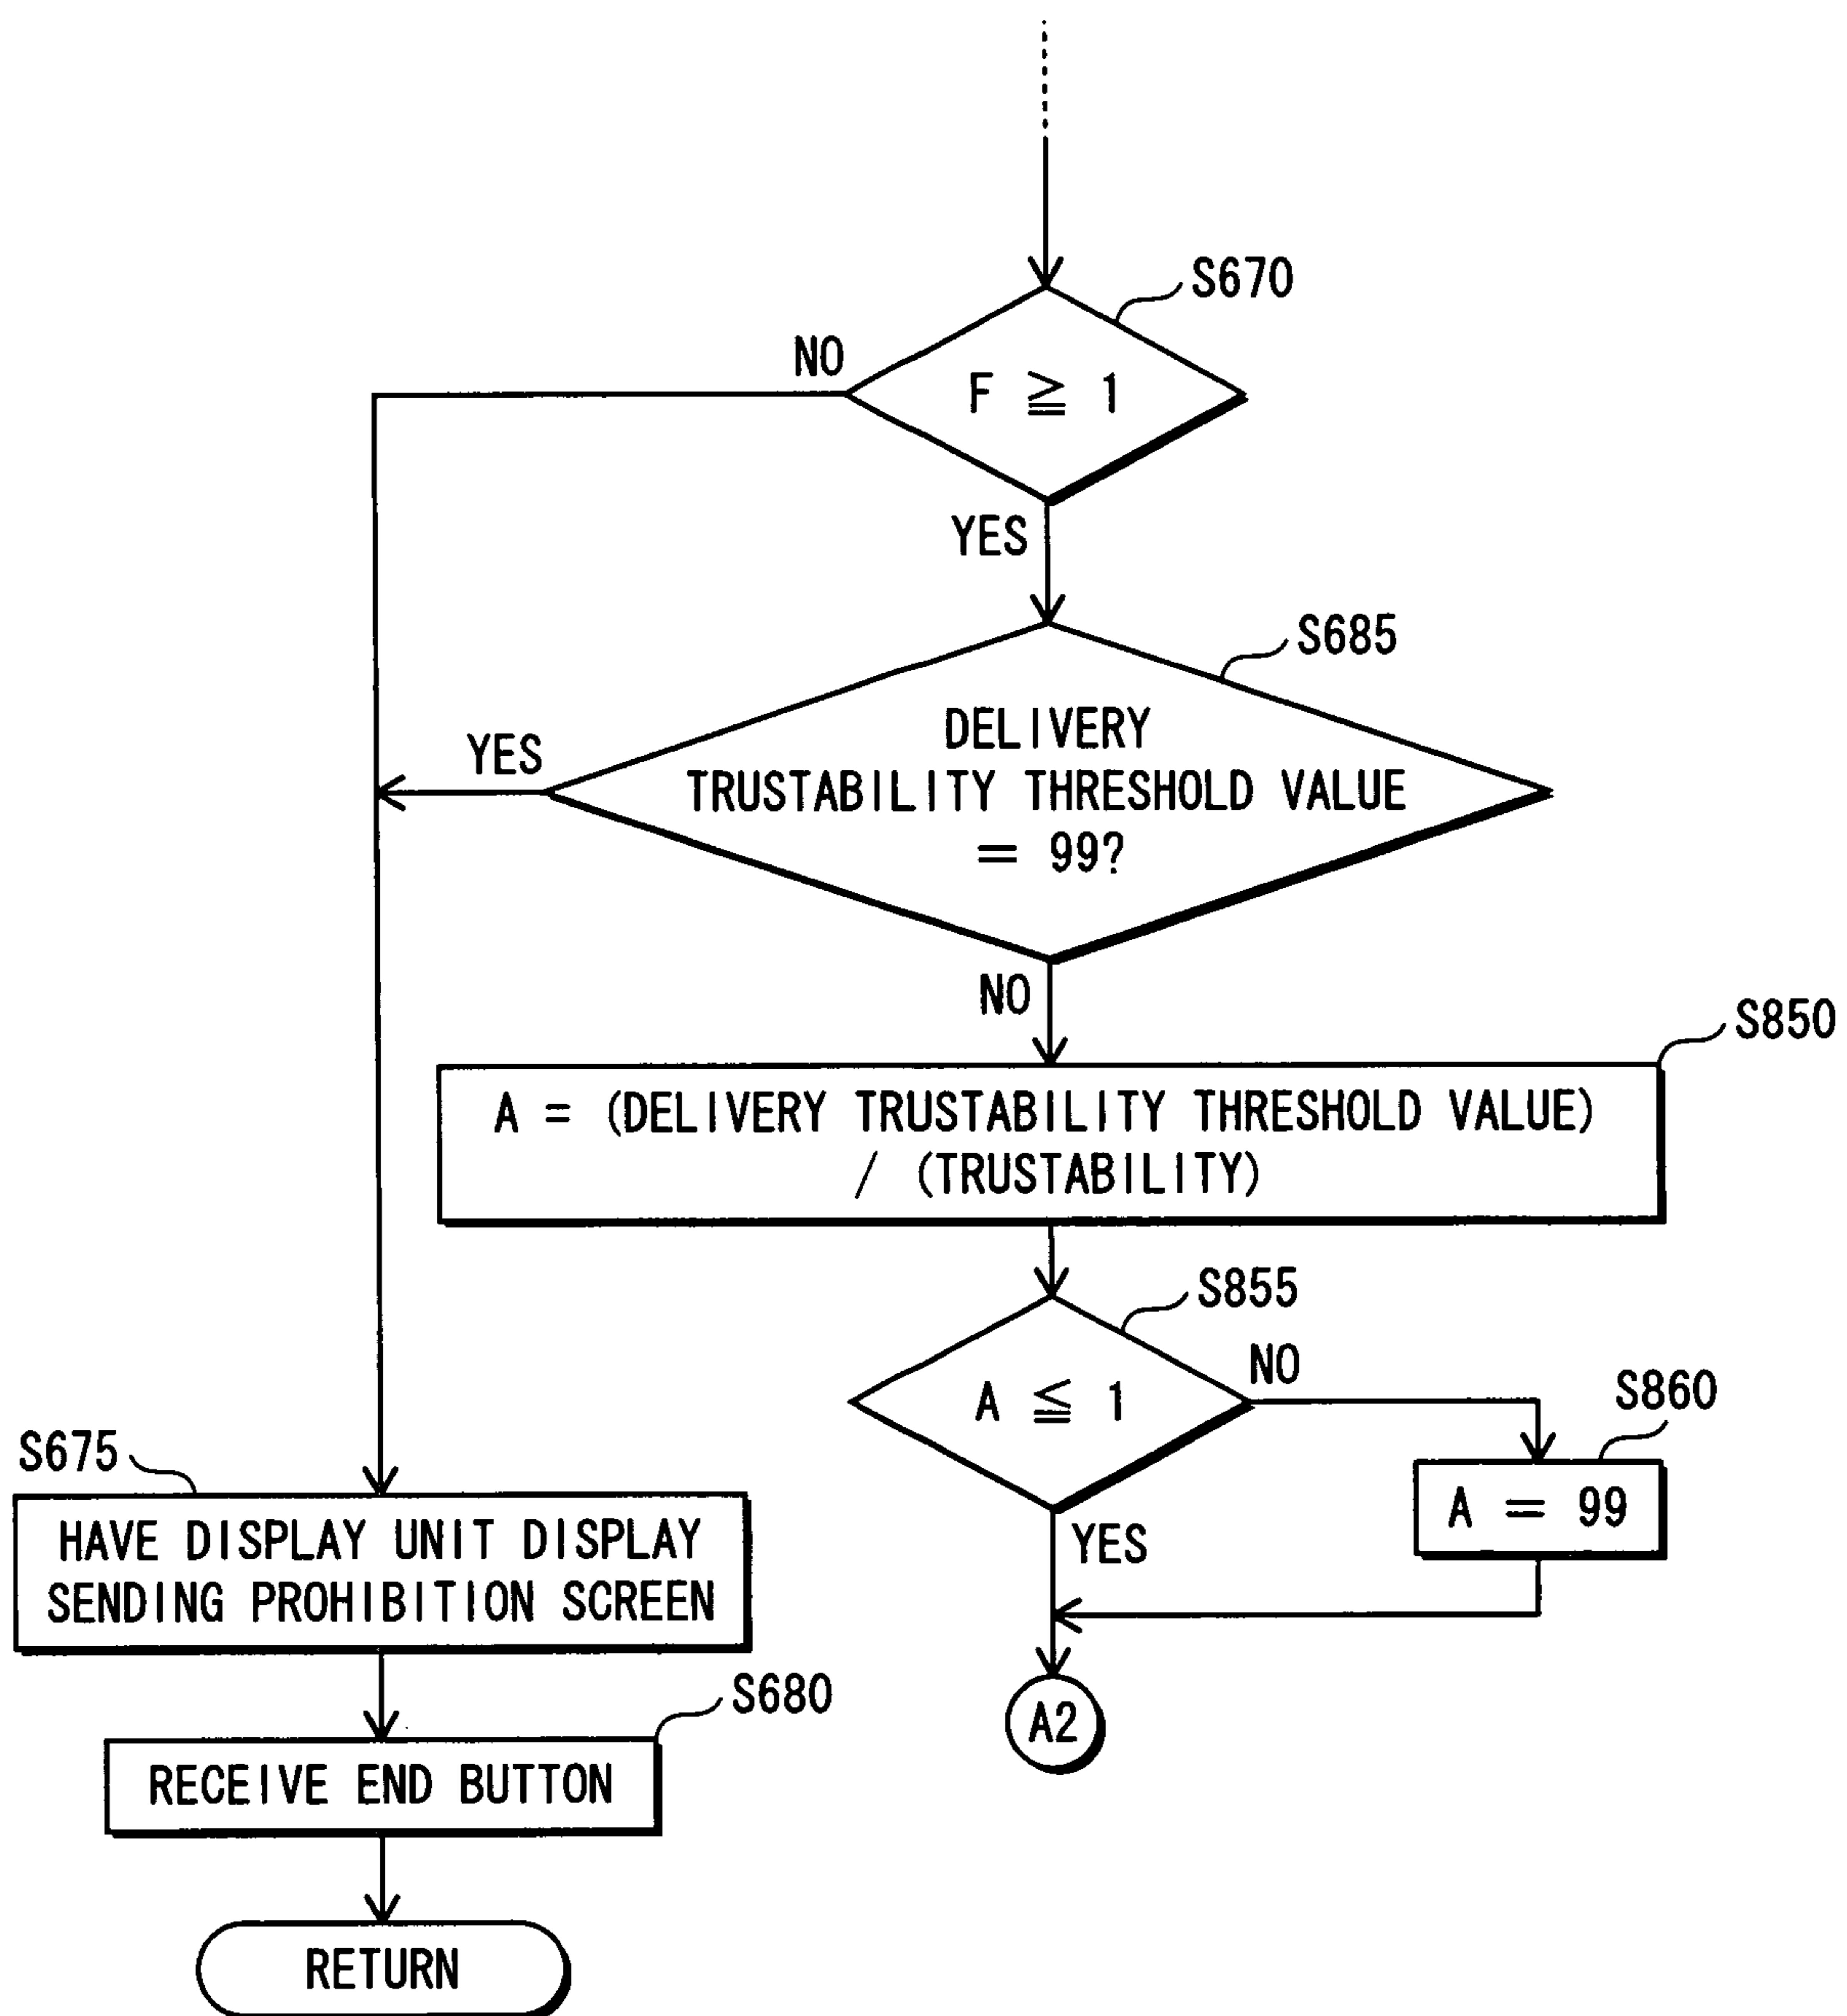 S670
NO
F ≧ 1
YES
S685
DELIVERY
TRUSTABILITY THRESHOLD VALUE
= 99?
YES
NO
S850
A = (DELIVERY TRUSTABILITY THRESHOLD VALUE)
/ (TRUSTABILITY)
S855
A ≦ 1
NO
S860
A = 99
YES
A2
S675
HAVE DISPLAY UNIT DISPLAY
SENDING PROHIBITION SCREEN
S680
RECEIVE END BUTTON
RETURN